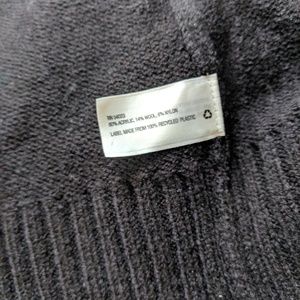 80% ACRYLIC, 14% WOOL, 6% NYLON
LABEL MADE FROM 100% RECYCLED PLASTIC